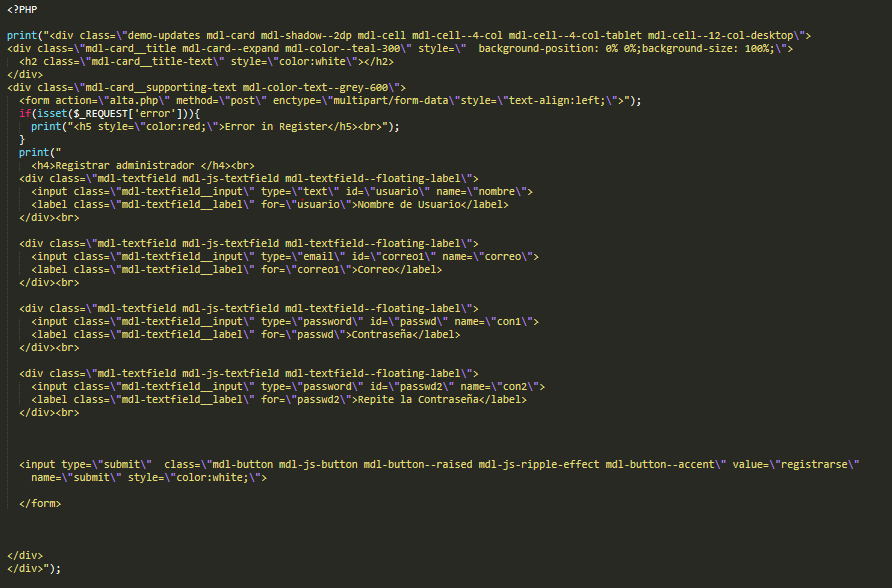 <?PHP
print("<div class=\"demo-updates mdl-card mdl-shadow--2dp mdl-cell mdl-cell--4-col mdl-cell--4-col-tablet mdl-cell--12-col-desktop\">
<div class=\"mdl-card__title mdl-card--expand mdl-color--teal-300\" style=\"  background-position: 0% 0%;background-size: 100%;\">
<h2 class=\"mdl-card__title-text\" style=\"color:white\"></h2>
</div>
<div class=\"mdl-card__supporting-text mdl-color-text--grey-600\">
<form action=\"alta.php\" method=\"post\" enctype=\"multipart/form-data\"style=\"text-align:left;\">");
if(isset($_REQUEST['error'])){
print("<h5 style=\"color:red;\">Error in Register</h5><br>");
}
print("
<h4>Registrar administrador </h4><br>
<div class=\"mdl-textfield mdl-js-textfield mdl-textfield--floating-label\">
<input class=\"mdl-textfield__input\" type=\"text\" id=\"usuario\" name=\"nombre\">
<label class=\"mdl-textfield__label\" for=\"usuario\">Nombre de Usuario</label>
</div><br>
<div class=\"mdl-textfield mdl-js-textfield mdl-textfield--floating-label\">
<input class=\"mdl-textfield__input\" type=\"email\" id=\"correo1\" name=\"correo\">
<label class=\"mdl-textfield__label\" for=\"correo1\">Correo</label>
</div><br>
<div class=\"mdl-textfield mdl-js-textfield mdl-textfield--floating-label\">
<input class=\"mdl-textfield__input\" type=\"password\" id=\"passwd\" name=\"con1\">
<label class=\"mdl-textfield__label\" for=\"passwd\">Contraseña</label>
</div><br>
<div class=\"mdl-textfield mdl-js-textfield mdl-textfield--floating-label\">
<input class=\"mdl-textfield__input\" type=\"password\" id=\"passwd2\" name=\"con2\">
<label class=\"mdl-textfield__label\" for=\"passwd2\">Repite la Contraseña</label>
</div><br>
<input type=\"submit\"  class=\"mdl-button mdl-js-button mdl-button--raised mdl-js-ripple-effect mdl-button--accent\" value=\"registrarse\"
name=\"submit\" style=\"color:white;\">
</form>
</div>
</div>");